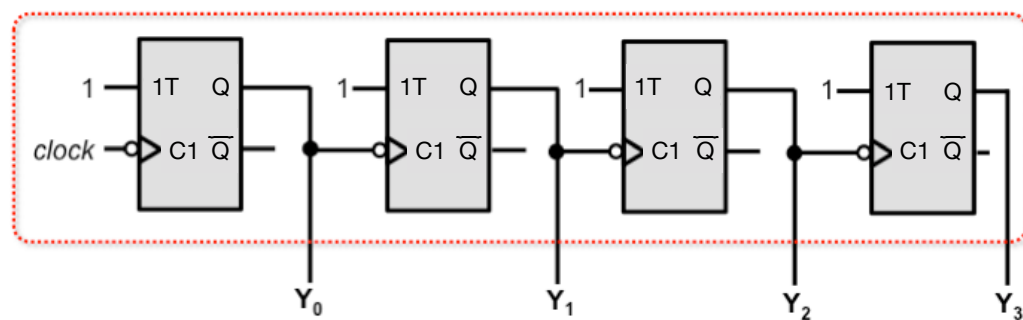 1 1T Q 1 1T Q 1 1T Q 1 1T Q
clock C1 Q̅ C1 Q̅ C1 Q̅ C1 Q̅
Y₀ Y₁ Y₂ Y₃